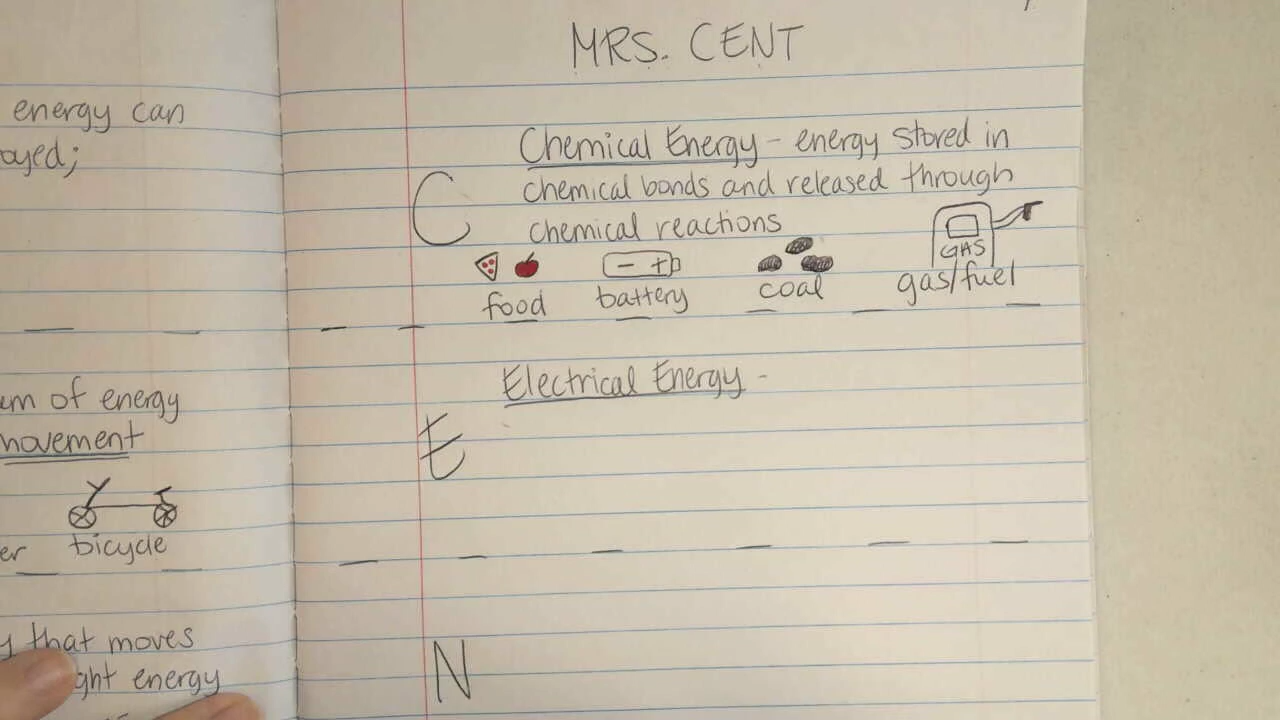 energy can
oyed;
um of energy
movement
er bicycle
that moves
ght energy
MRS. CENT
C
Chemical Energy - energy stored in
chemical bonds and released through
chemical reactions
GAS
food battery coal gas/fuel
Electrical Energy -
E
N